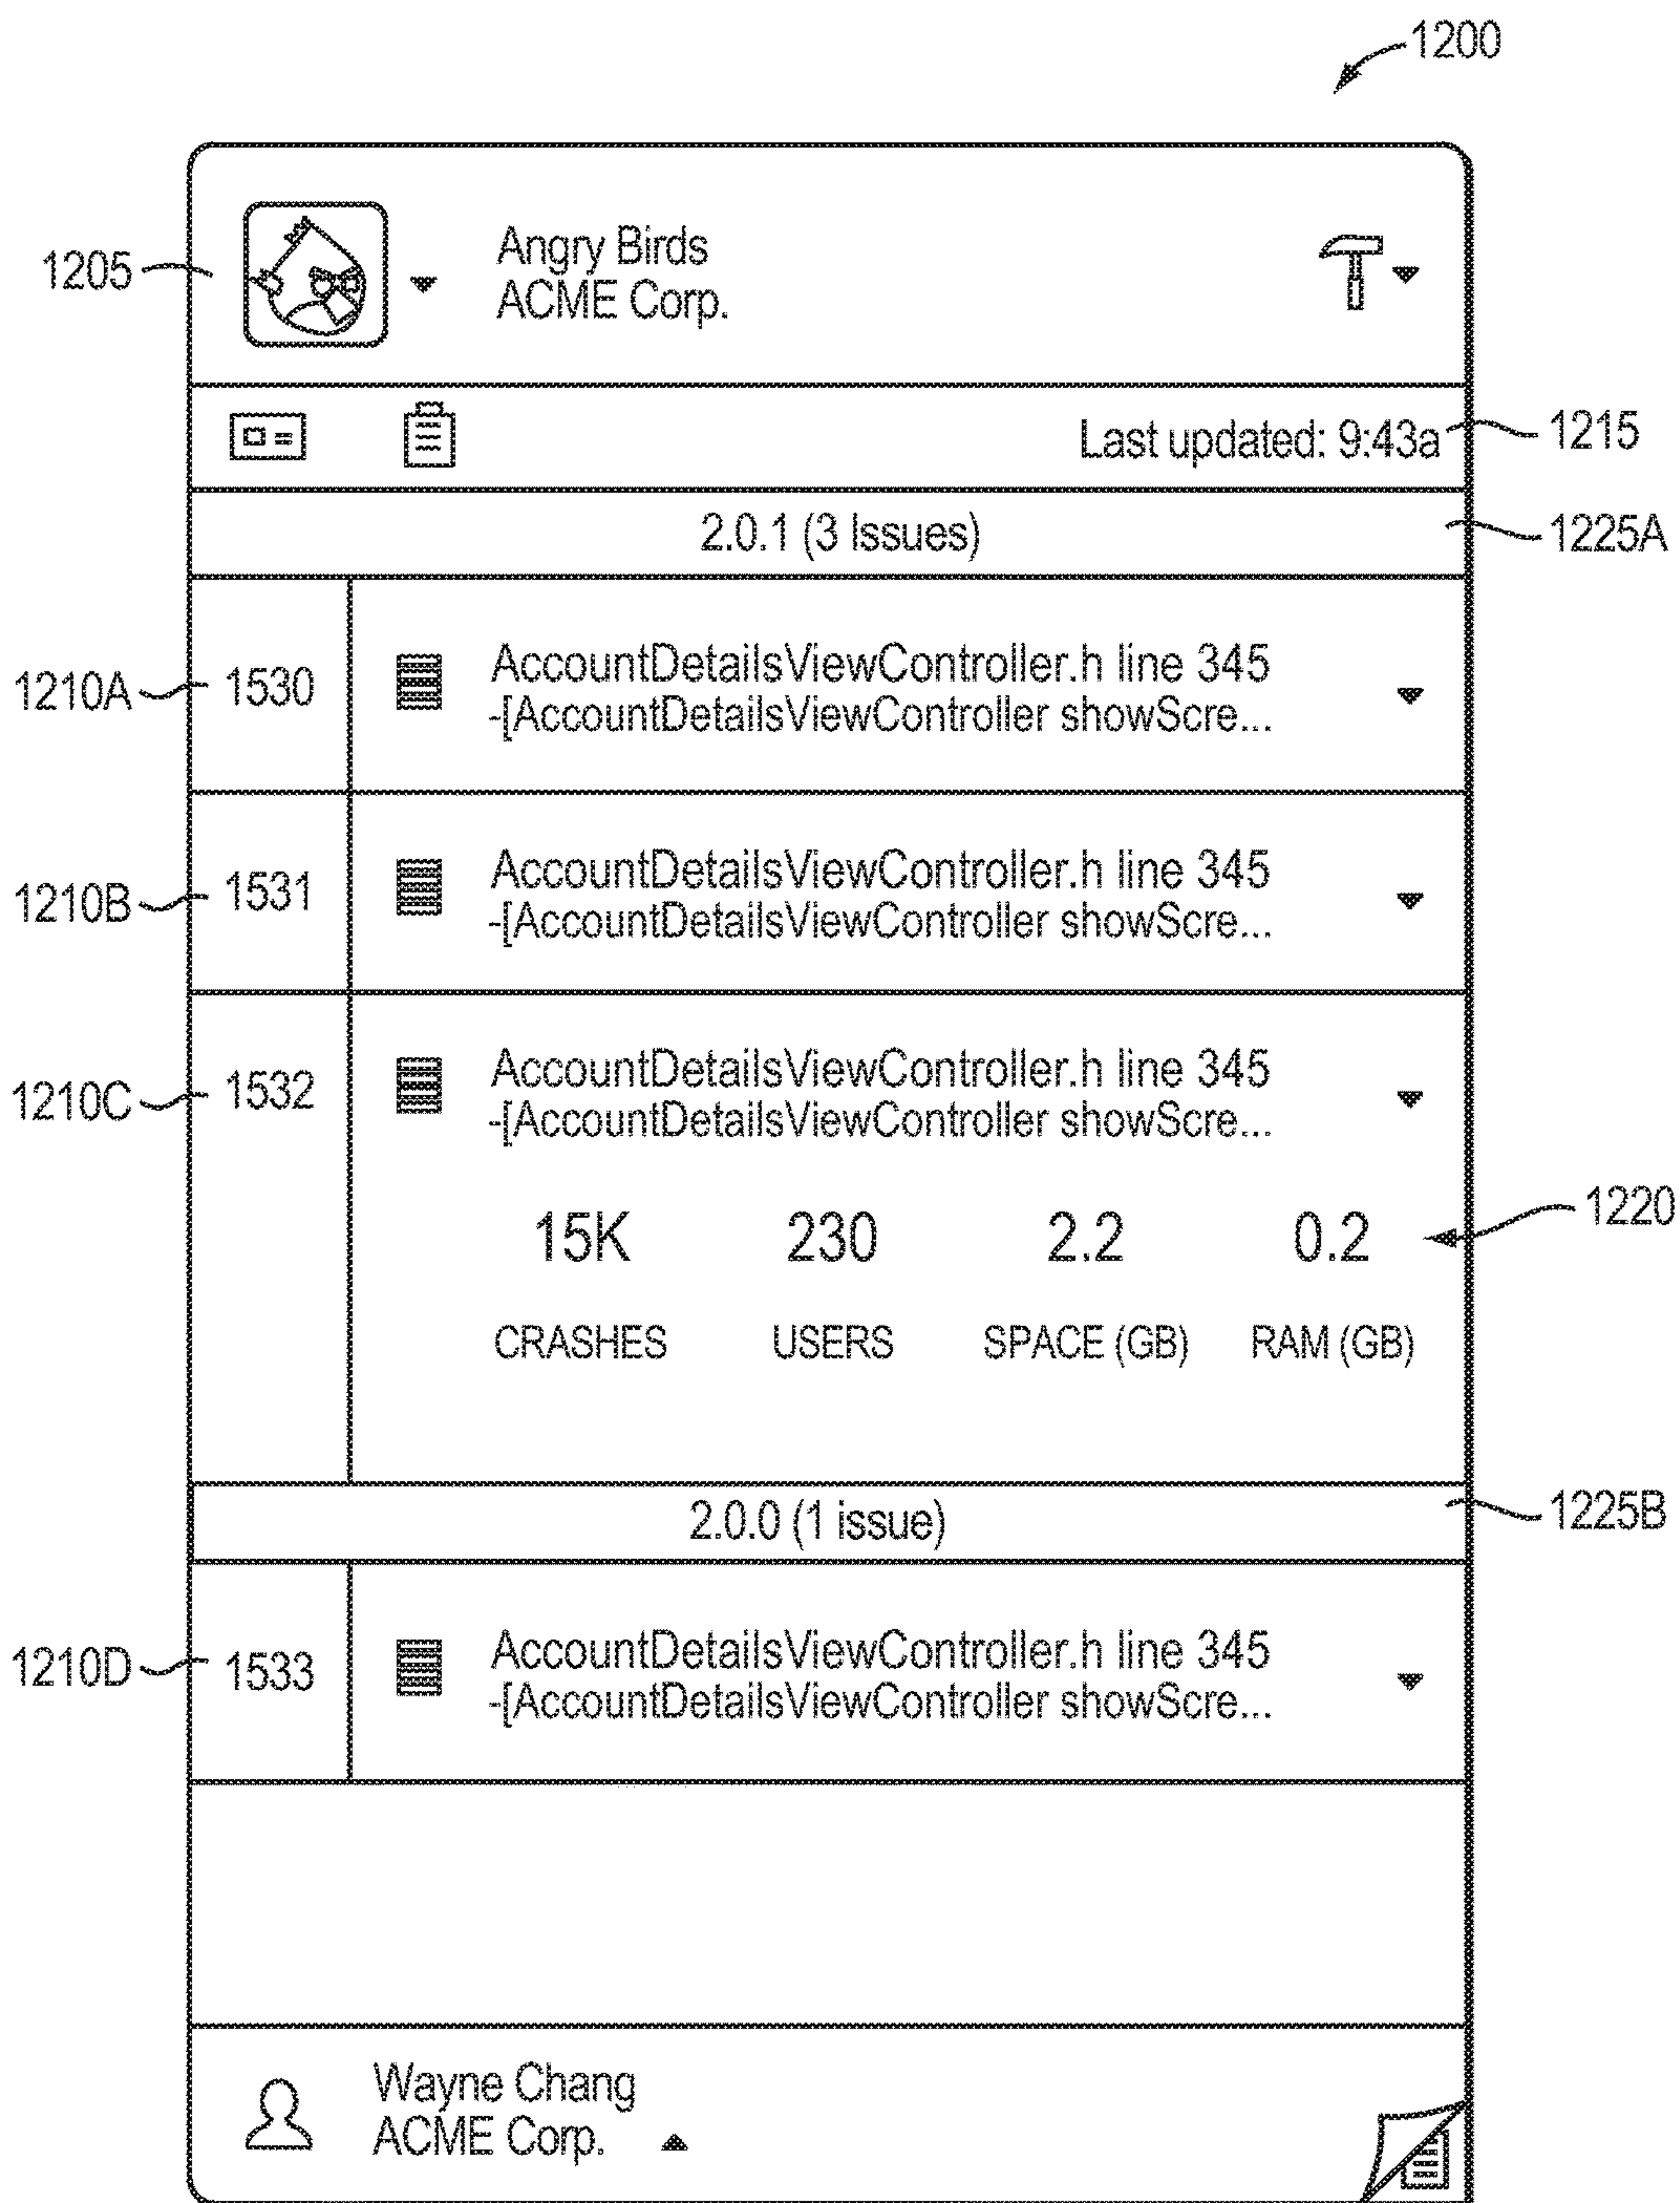 1200
1205
Angry Birds
ACME Corp.
Last updated: 9:43a
1215
2.0.1 (3 Issues)
1225A
1210A
1530
AccountDetailsViewController.h line 345
-[AccountDetailsViewController showScre...
1210B
1531
AccountDetailsViewController.h line 345
-[AccountDetailsViewController showScre...
1210C
1532
AccountDetailsViewController.h line 345
-[AccountDetailsViewController showScre...
15K 230 2.2 0.2
1220
CRASHES USERS SPACE (GB) RAM (GB)
2.0.0 (1 issue)
1225B
1210D
1533
AccountDetailsViewController.h line 345
-[AccountDetailsViewController showScre...
Wayne Chang
ACME Corp.